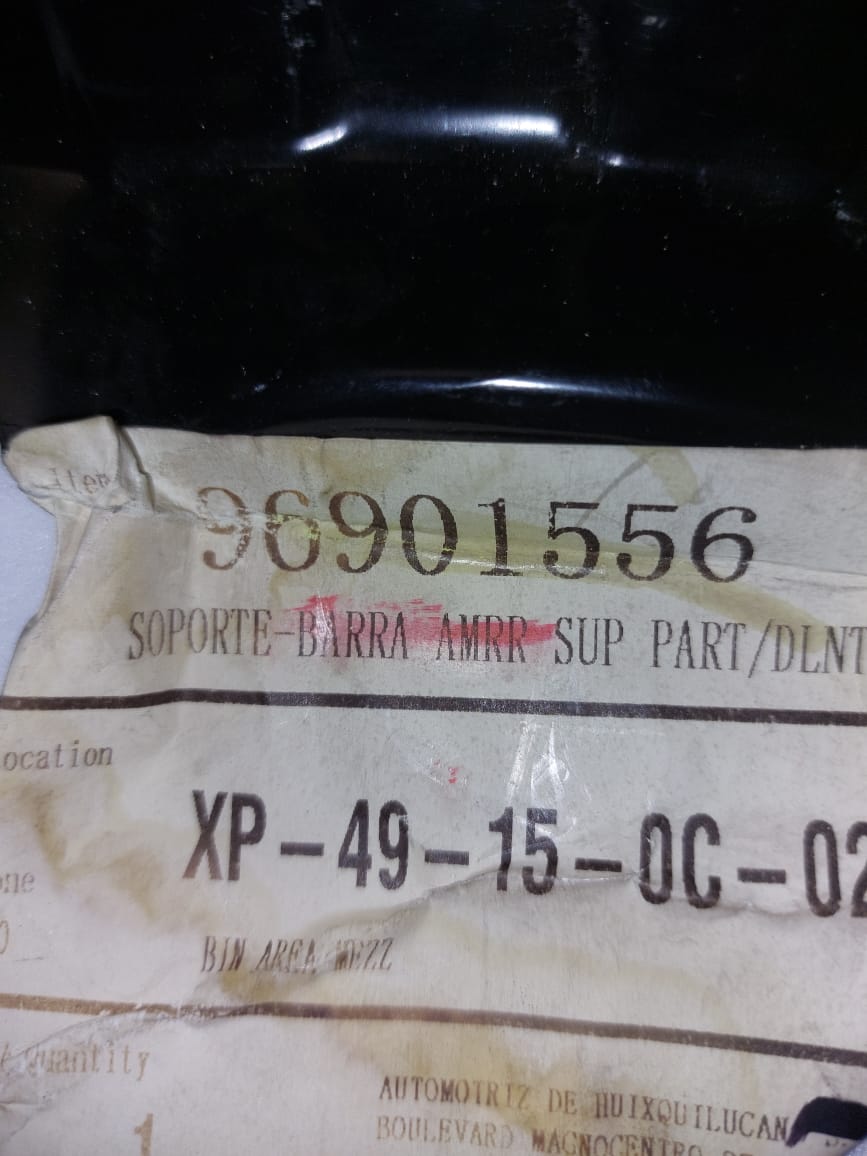 Item
96901556
SOPORTE-BARRA AMRR SUP PART/DLNT
ocation
XP-49-15-0C-02
one
BIN AREA MEZZ
Quantity
1
AUTOMOTRIZ DE HUIXQUILUCAN
BOULEVARD MAGNOCENTRO